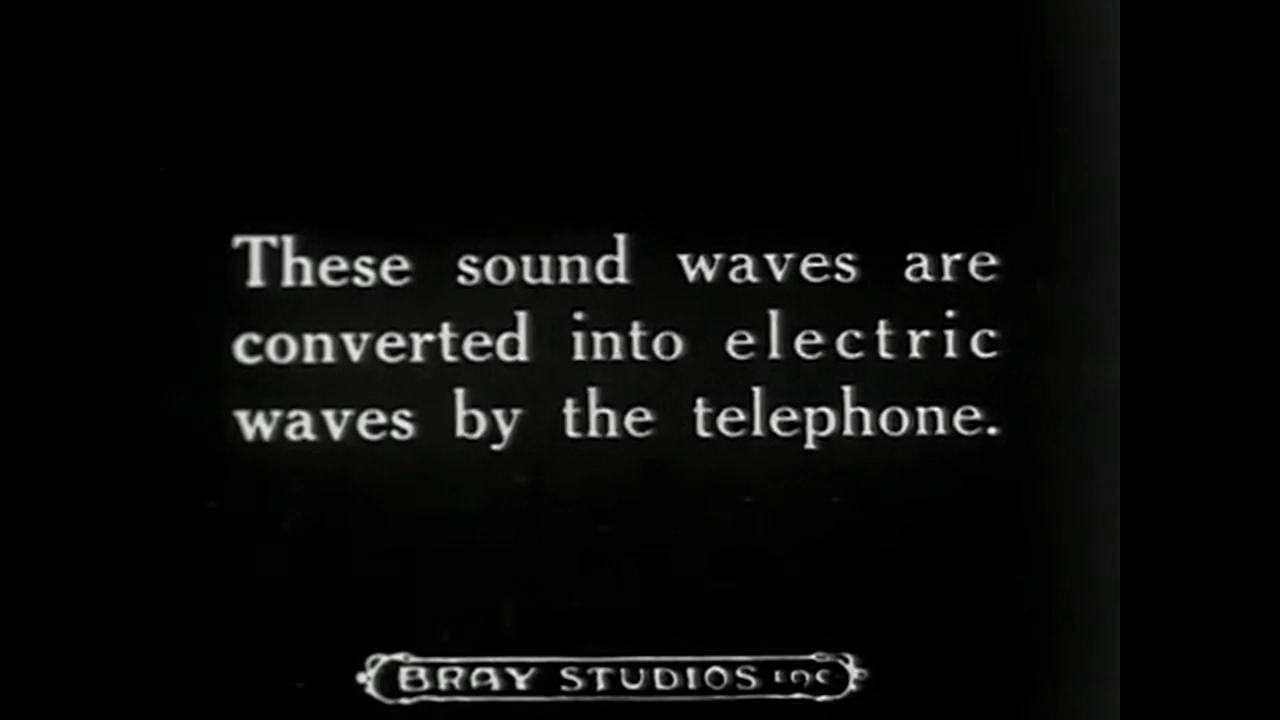 These sound waves are
converted into electric
waves by the telephone.
BRAY STUDIOS INC